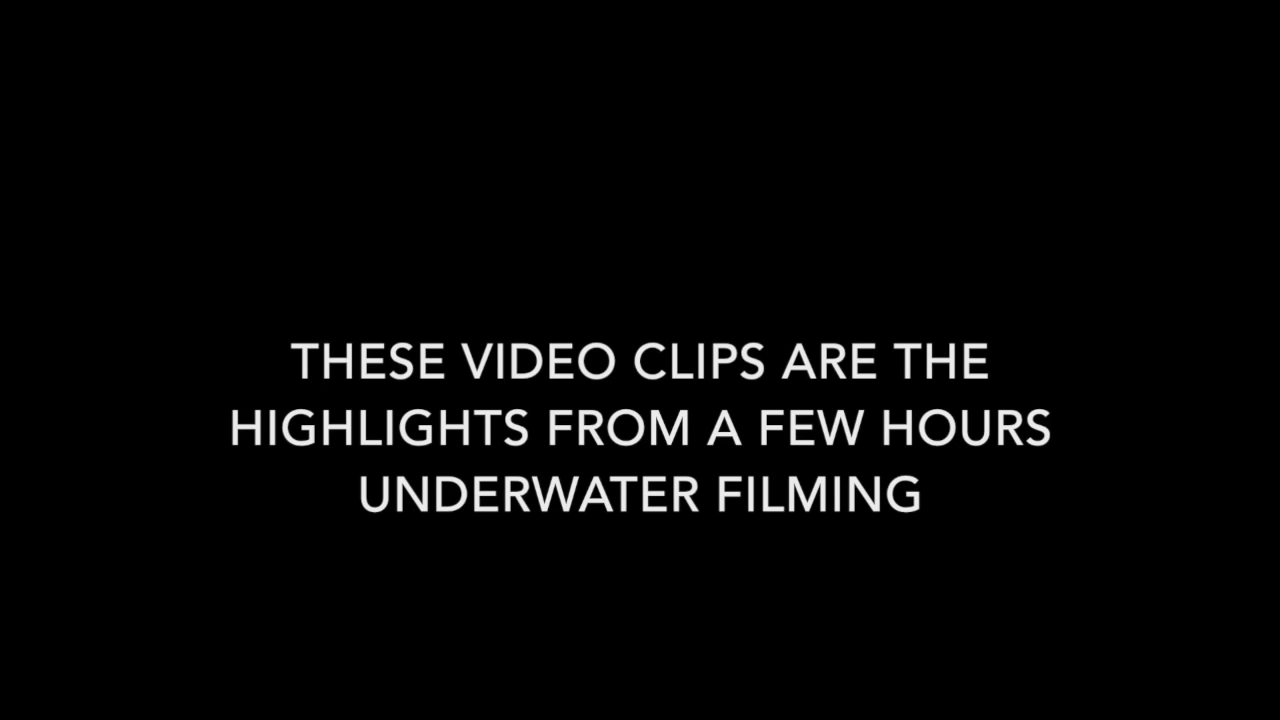 THESE VIDEO CLIPS ARE THE
HIGHLIGHTS FROM A FEW HOURS
UNDERWATER FILMING